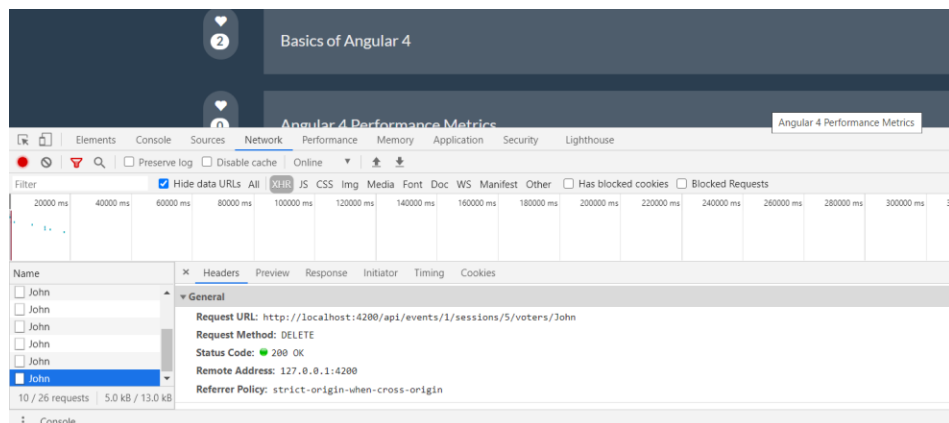 2
Basics of Angular 4
0
Angular 4 Performance Metrics
Angular 4 Performance Metrics
Elements Console Sources Network Performance Memory Application Security Lighthouse
Preserve log Disable cache Online
Filter Hide data URLs All XHR JS CSS Img Media Font Doc WS Manifest Other Has blocked cookies Blocked Requests
20000 ms 40000 ms 60000 ms 80000 ms 100000 ms 120000 ms 140000 ms 160000 ms 180000 ms 200000 ms 220000 ms 240000 ms 260000 ms 280000 ms 300000 ms
Name × Headers Preview Response Initiator Timing Cookies
John
John
John
John
John
John
General
Request URL: http://localhost:4200/api/events/1/sessions/5/voters/John
Request Method: DELETE
Status Code: 200 OK
Remote Address: 127.0.0.1:4200
Referrer Policy: strict-origin-when-cross-origin
10 / 26 requests 5.0 kB / 13.0 kB
Console